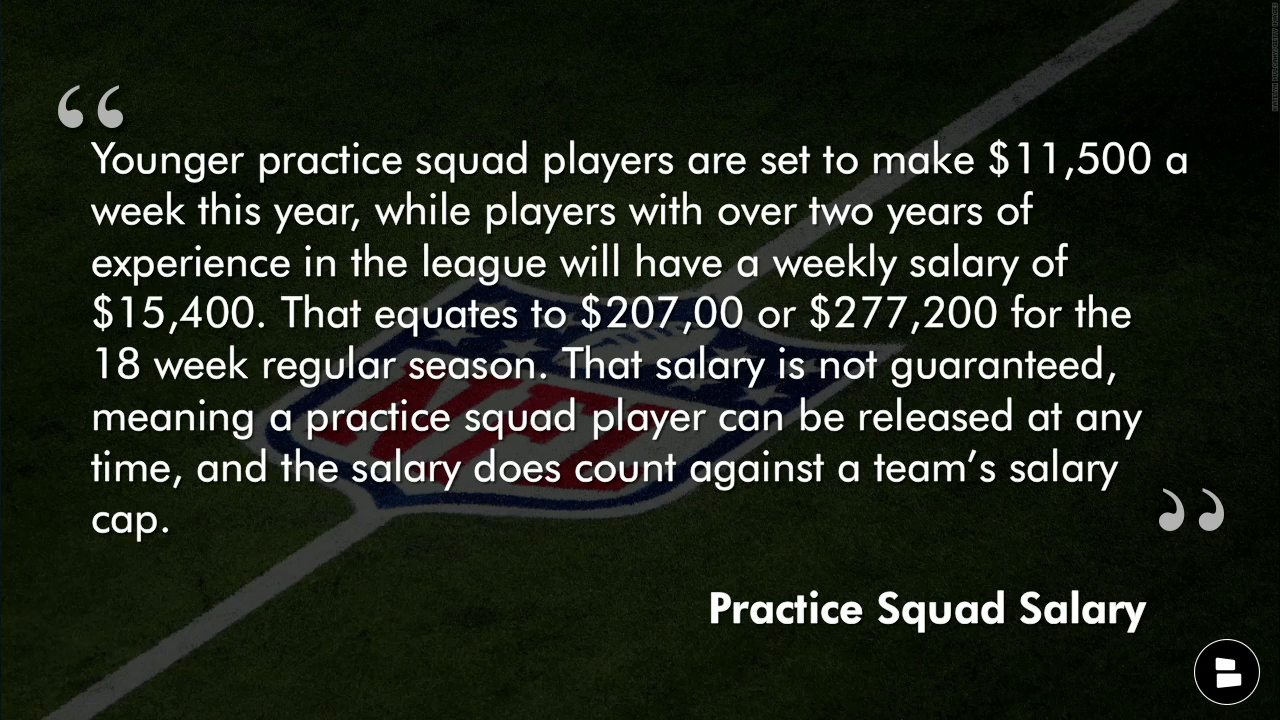 “
Younger practice squad players are set to make $11,500 a
week this year, while players with over two years of
experience in the league will have a weekly salary of
$15,400. That equates to $207,00 or $277,200 for the
18 week regular season. That salary is not guaranteed,
meaning a practice squad player can be released at any
time, and the salary does count against a team’s salary
cap.
”
Practice Squad Salary
NFL